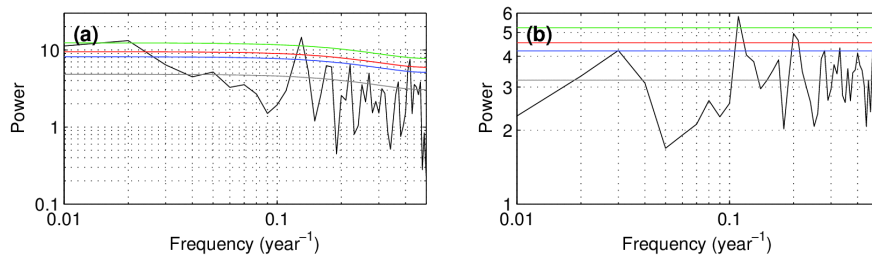 (a)
10
1
0.1
Power
0.01
0.1
Frequency (year⁻¹)
(b)
6
5
4
3
2
1
Power
0.01
0.1
Frequency (year⁻¹)